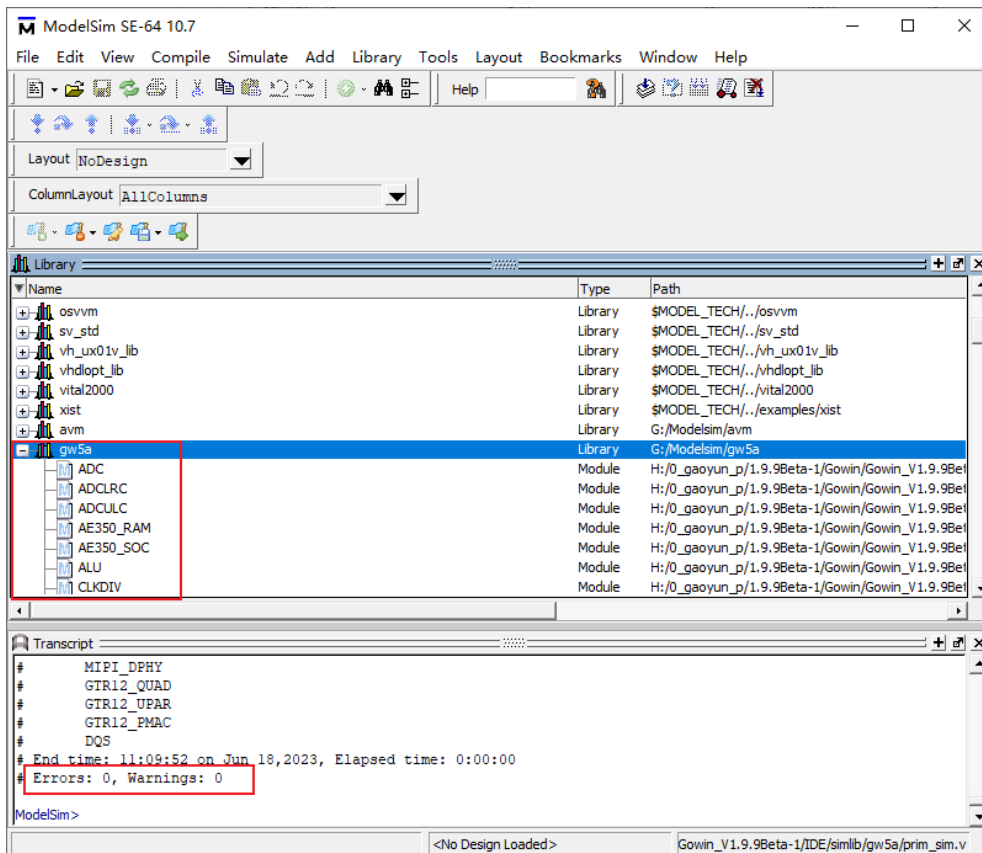 ModelSim SE-64 10.7
File Edit View Compile Simulate Add Library Tools Layout Bookmarks Window Help
Help
Layout NoDesign
ColumnLayout AllColumns
Library
Name Type Path
osvvm Library $MODEL_TECH/../osvvm
sv_std Library $MODEL_TECH/../sv_std
vh_ux01v_lib Library $MODEL_TECH/../vh_ux01v_lib
vhdlopt_lib Library $MODEL_TECH/../vhdlopt_lib
vital2000 Library $MODEL_TECH/../vital2000
xist Library $MODEL_TECH/../examples/xist
avm Library G:/Modelsim/avm
gw5a Library G:/Modelsim/gw5a
ADC Module H:/0_gaoyun_p/1.9.9Beta-1/Gowin/Gowin_V1.9.9Bet
ADCLRC Module H:/0_gaoyun_p/1.9.9Beta-1/Gowin/Gowin_V1.9.9Bet
ADCULC Module H:/0_gaoyun_p/1.9.9Beta-1/Gowin/Gowin_V1.9.9Bet
AE350_RAM Module H:/0_gaoyun_p/1.9.9Beta-1/Gowin/Gowin_V1.9.9Bet
AE350_SOC Module H:/0_gaoyun_p/1.9.9Beta-1/Gowin/Gowin_V1.9.9Bet
ALU Module H:/0_gaoyun_p/1.9.9Beta-1/Gowin/Gowin_V1.9.9Bet
CLKDIV Module H:/0_gaoyun_p/1.9.9Beta-1/Gowin/Gowin_V1.9.9Bet
Transcript
# MIPI_DPHY
# GTR12_QUAD
# GTR12_UPAR
# GTR12_PMAC
# DQS
# End time: 11:09:52 on Jun 18,2023, Elapsed time: 0:00:00
# Errors: 0, Warnings: 0
ModelSim>
<No Design Loaded> Gowin_V1.9.9Beta-1/IDE/simlib/gw5a/prim_sim.v